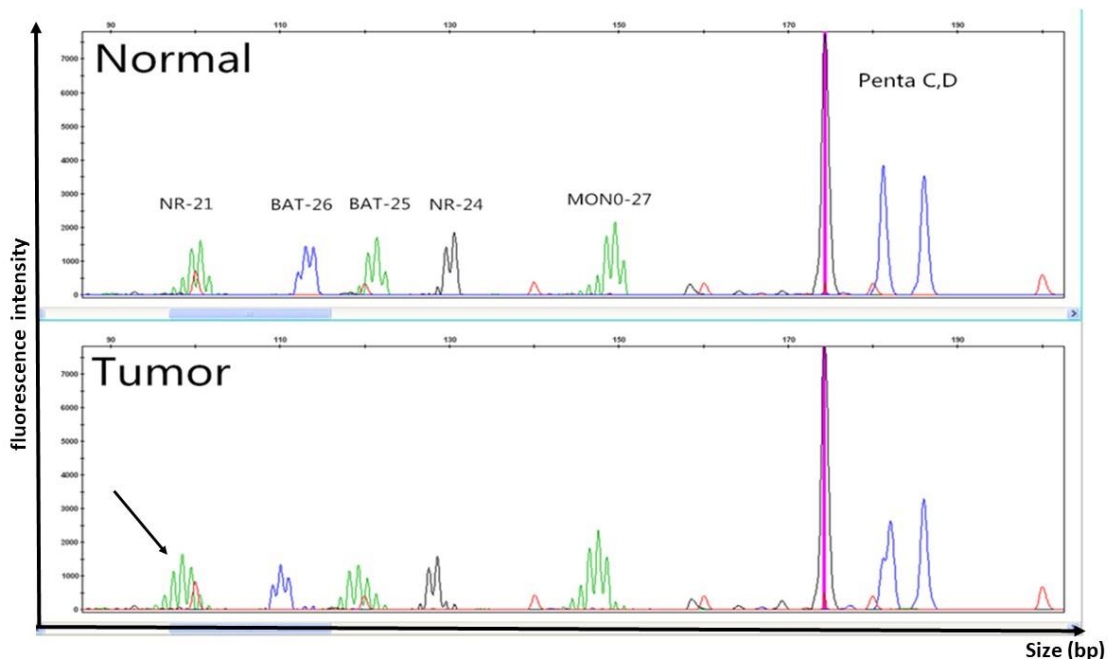 90 110 130 150 170 190
Normal
7000
Penta C,D
6000
5000
4000
3000
NR-21 BAT-26 BAT-25 NR-24 MON0-27
2000
1000
0
fluorescence intensity
90 110 130 150 170 190
Tumor
7000
6000
5000
4000
3000
2000
1000
0
Size (bp)